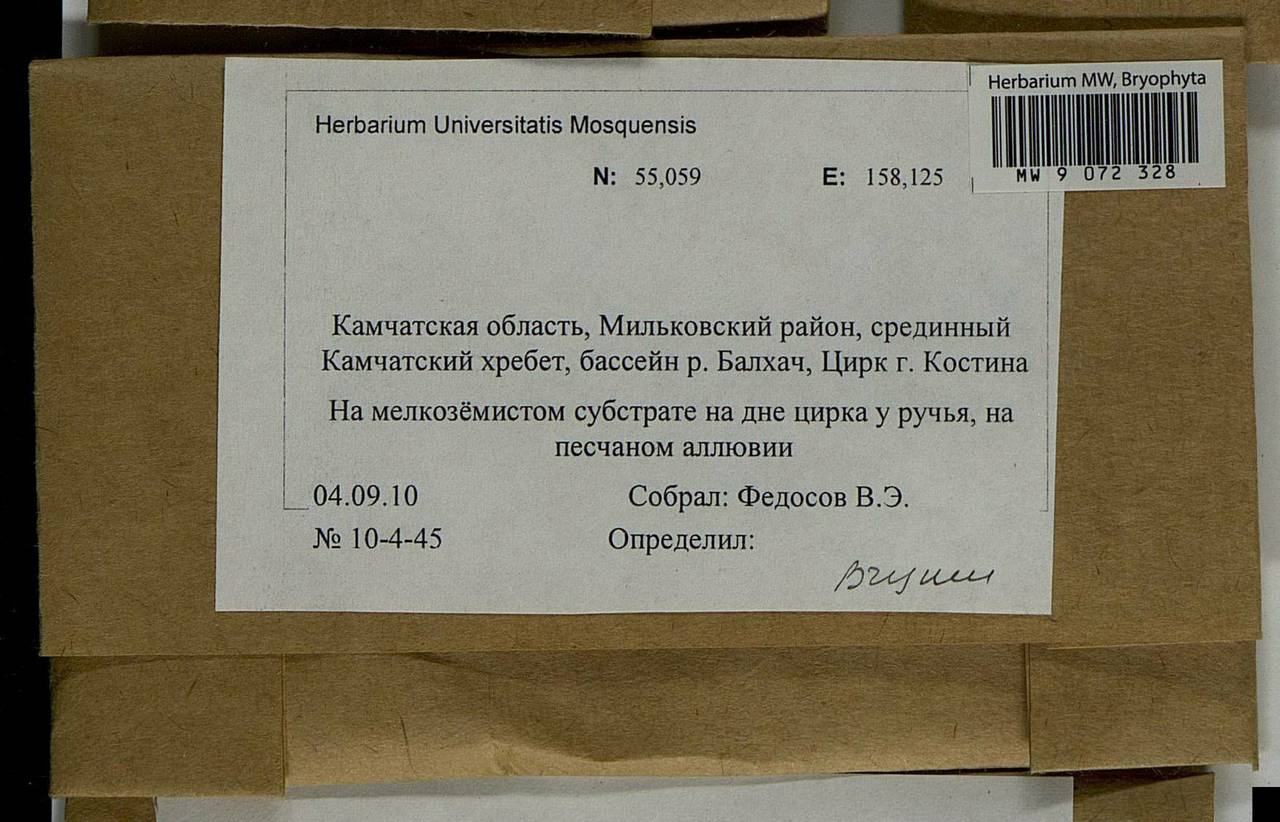 Herbarium MW, Bryophyta
MW 9 072 328
Herbarium Universitatis Mosquensis
N: 55,059 E: 158,125
Камчатская область, Мильковский район, срединный
Камчатский хребет, бассейн р. Балхач, Цирк г. Костина
На мелкозёмистом субстрате на дне цирка у ручья, на
песчаном аллювии
04.09.10 Собрал: Федосов В.Э.
№ 10-4-45 Определил:
Bryum